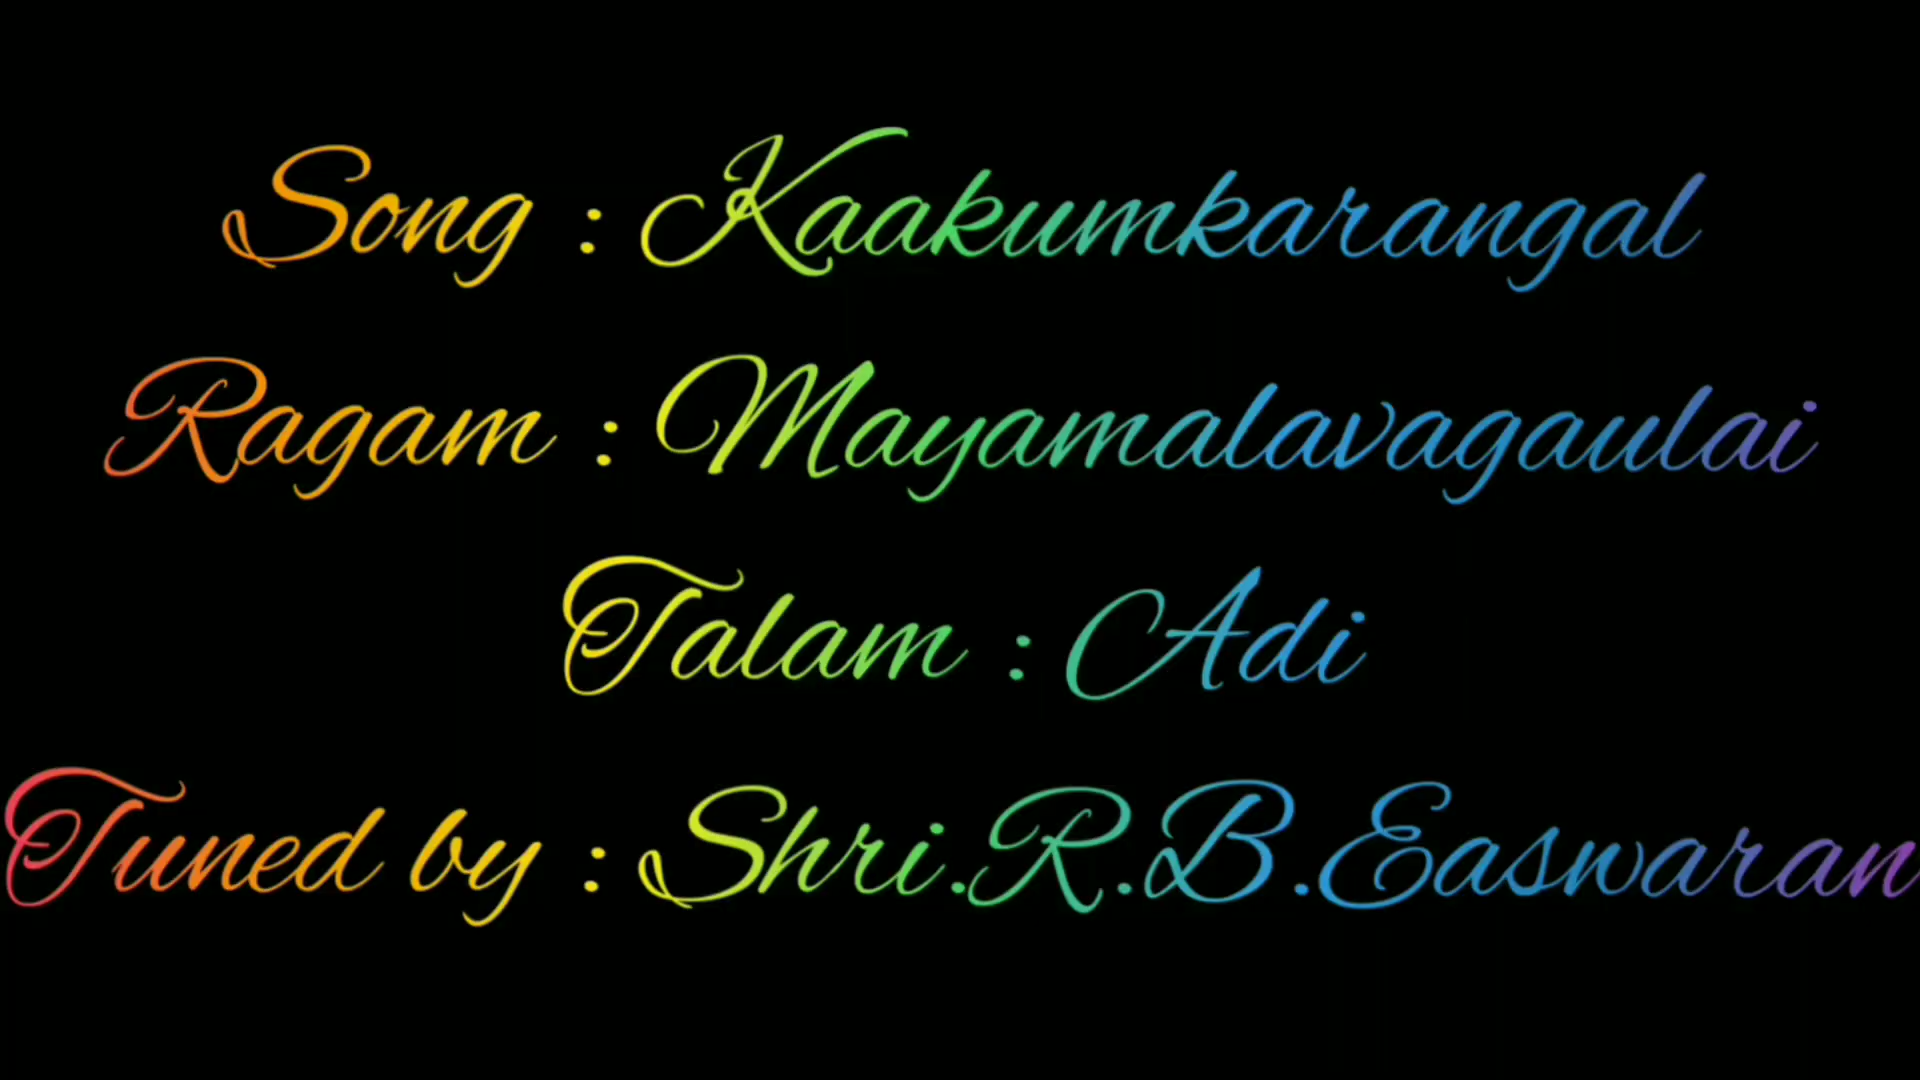 Song : Kaakumkarangal
Ragam : Mayamalavagaulai
Talam : Adi
Tuned by : Shri.R.B.Easwaran